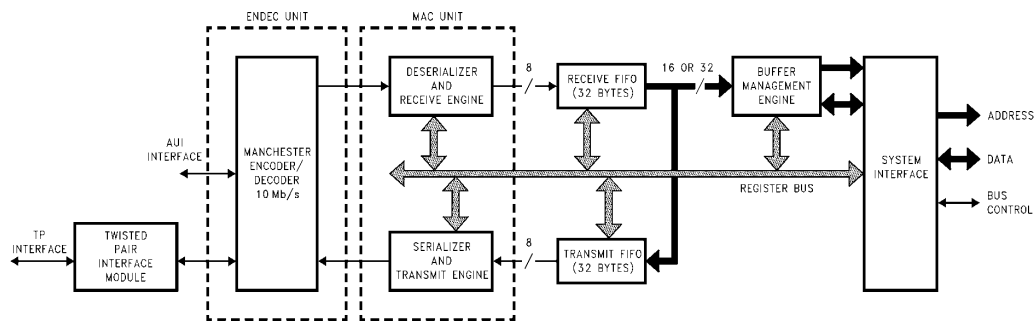 ENDEC UNIT
MAC UNIT
AUI
INTERFACE
TP
INTERFACE
TWISTED
PAIR
INTERFACE
MODULE
MANCHESTER
ENCODER/
DECODER
10 Mb/s
DESERIALIZER
AND
RECEIVE ENGINE
8
RECEIVE FIFO
(32 BYTES)
16 OR 32
BUFFER
MANAGEMENT
ENGINE
REGISTER BUS
SERIALIZER
AND
TRANSMIT ENGINE
8
TRANSMIT FIFO
(32 BYTES)
SYSTEM
INTERFACE
ADDRESS
DATA
BUS
CONTROL